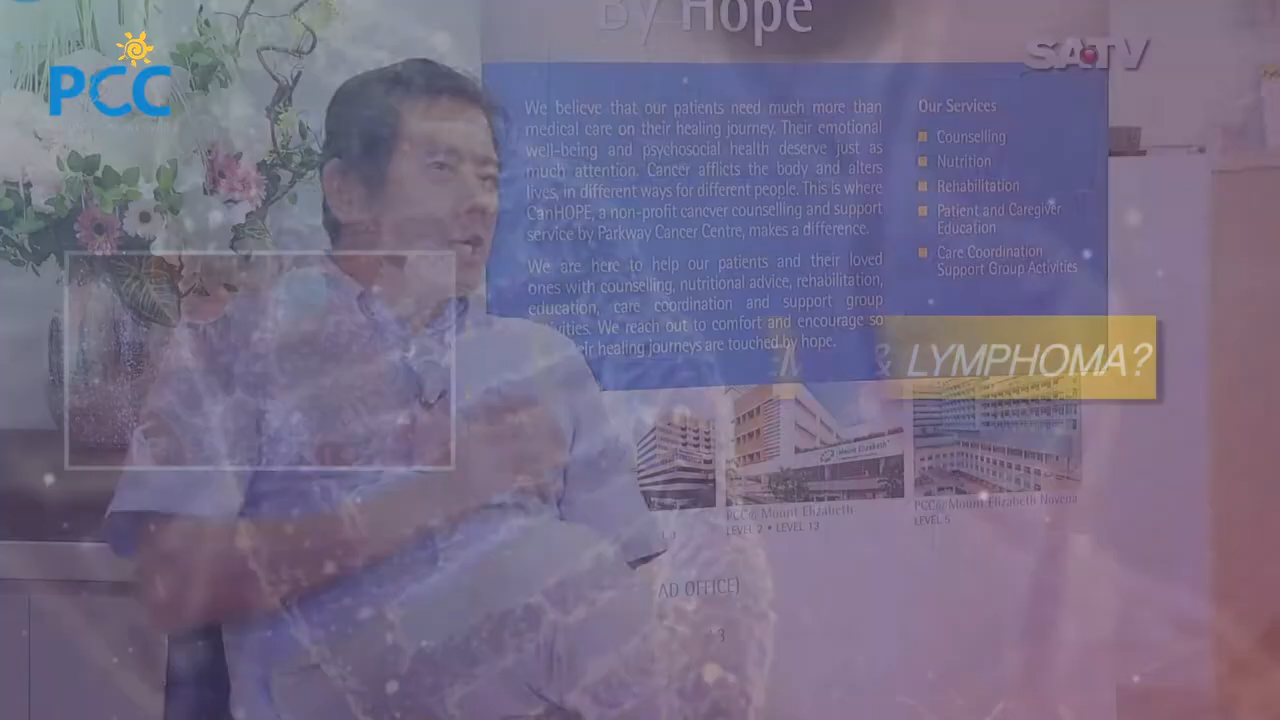 By Hope
PCC
SATV
We believe that our patients need much more than
medical care on their healing journey. Their emotional
well-being and psychosocial health deserve just as
much attention. Cancer afflicts the body and alters
lives, in different ways for different people. This is where
CanHOPE, a non-profit cancver counselling and support
service by Parkway Cancer Centre, makes a difference.
We are here to help our patients and their loved
ones with counselling, nutritional advice, rehabilitation,
education, care coordination and support group
We reach out to comfort and encourage so
healing journeys are touched by hope.
Our Services
Counselling
Nutrition
Rehabilitation
Patient and Caregiver
Education
Care Coordination
Support Group Activities
& LYMPHOMA?
Mount Elizabeth
PCC@Mount Elizabeth
LEVEL 2 • LEVEL 13
PCC@Mount Elizabeth Novena
LEVEL 5
AD OFFICE)